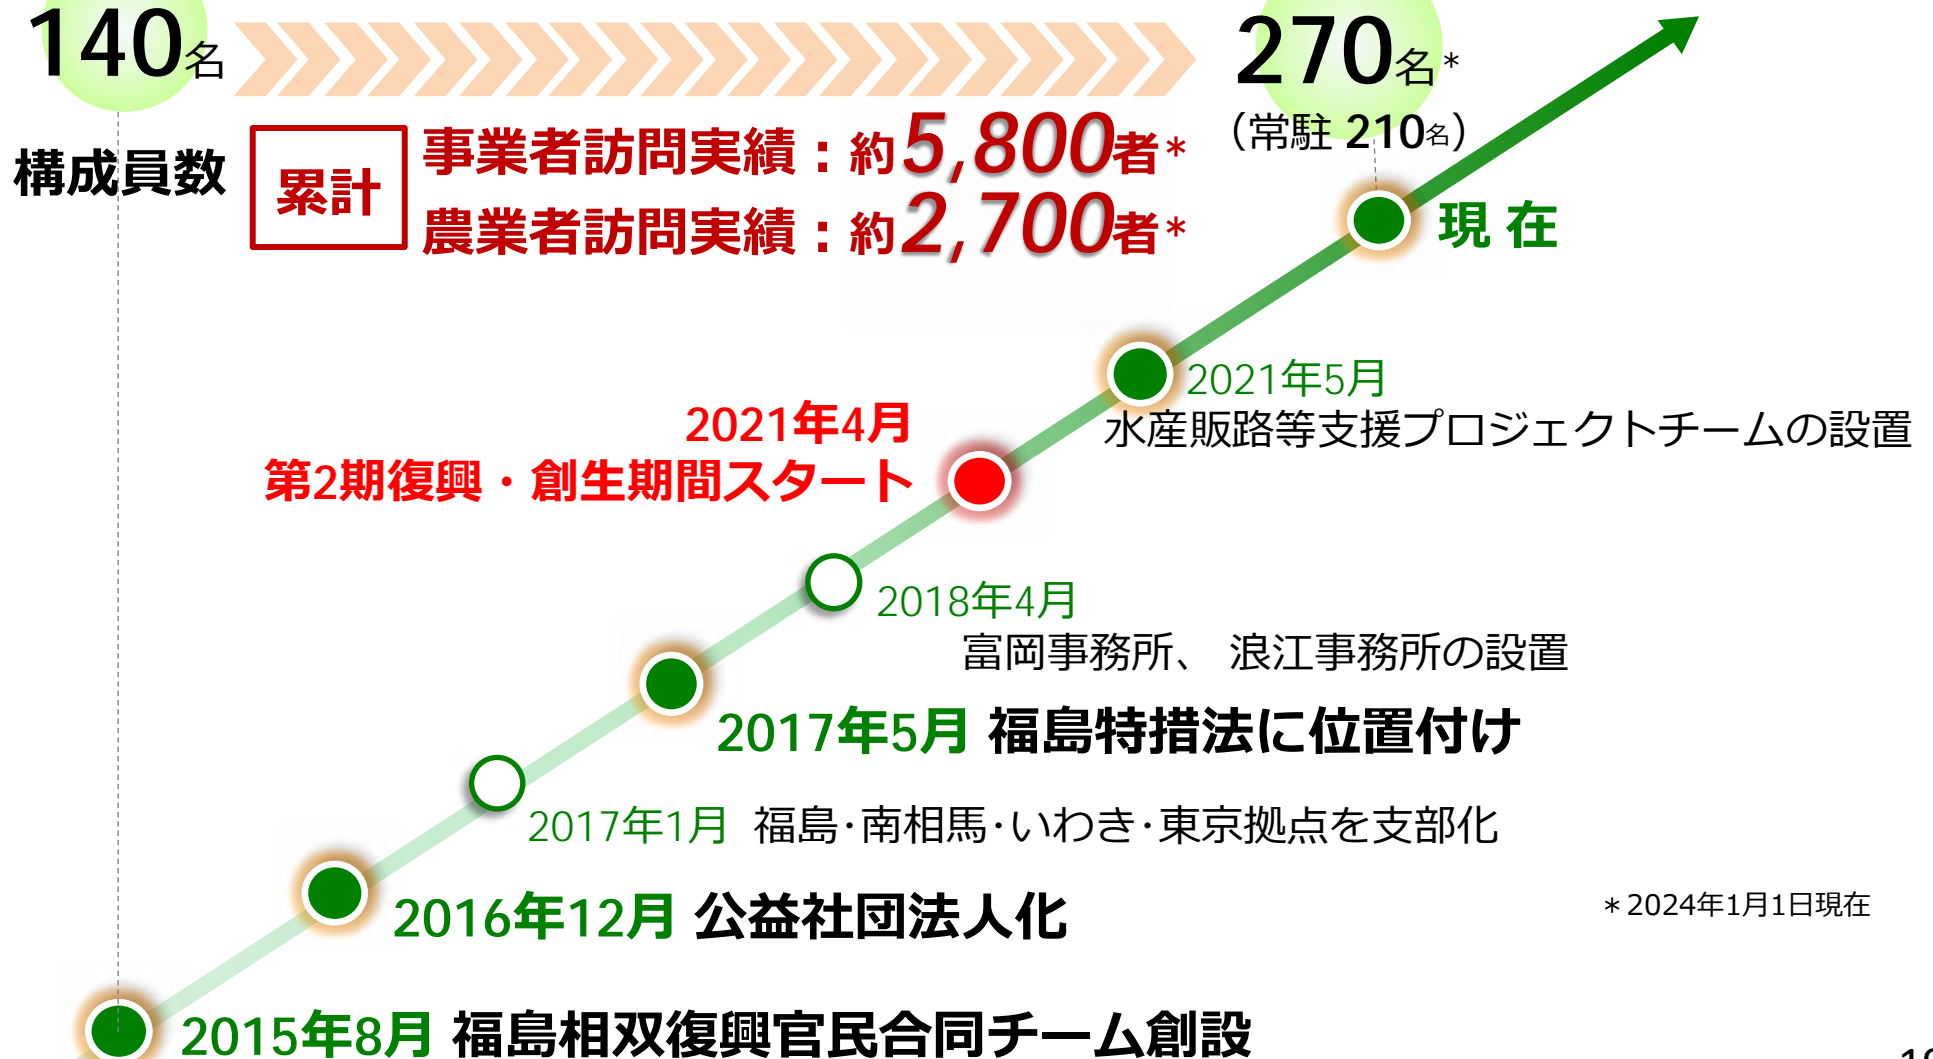 140名
270名*
(常駐 210名)
構成員数
累計
事業者訪問実績：約5,800者*
農業者訪問実績：約2,700者*
現 在
2021年5月
水産販路等支援プロジェクトチームの設置
2021年4月
第2期復興・創生期間スタート
2018年4月
富岡事務所、 浪江事務所の設置
2017年5月 福島特措法に位置付け
2017年1月 福島･南相馬･いわき･東京拠点を支部化
2016年12月 公益社団法人化
＊2024年1月1日現在
2015年8月 福島相双復興官民合同チーム創設